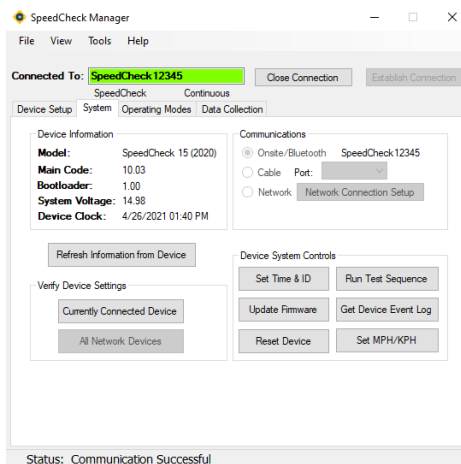 SpeedCheck Manager
File View Tools Help
Connected To: SpeedCheck12345 Close Connection Establish Connection
SpeedCheck Continuous
Device Setup System Operating Modes Data Collection
Device Information
Model: SpeedCheck 15 (2020)
Main Code: 10.03
Bootloader: 1.00
System Voltage: 14.98
Device Clock: 4/26/2021 01:40 PM
Communications
Onsite/Bluetooth SpeedCheck12345
Cable Port:
Network Network Connection Setup
Refresh Information from Device
Verify Device Settings
Currently Connected Device
All Network Devices
Device System Controls
Set Time & ID Run Test Sequence
Update Firmware Get Device Event Log
Reset Device Set MPH/KPH
Status: Communication Successful